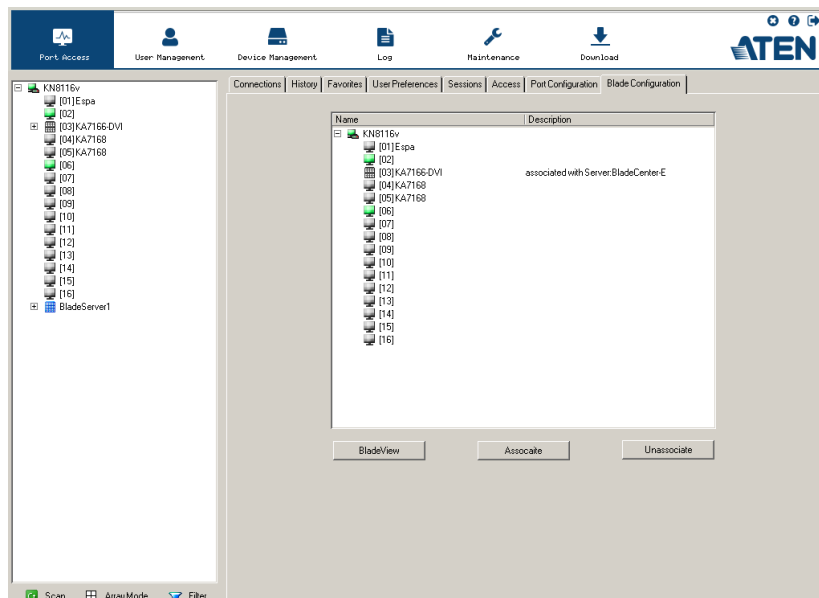 Port Access
User Management
Device Management
Log
Maintenance
Download
ATEN
KN8116v
[01]Espa
[02]
[03]KA7166-DVI
[04]KA7168
[05]KA7168
[06]
[07]
[08]
[09]
[10]
[11]
[12]
[13]
[14]
[15]
[16]
BladeServer1
Scan
Array Mode
Filter
Connections
History
Favorites
User Preferences
Sessions
Access
Port Configuration
Blade Configuration
Name Description
KN8116v
[01]Espa
[02]
[03]KA7166-DVI associated with Server:BladeCenter-E
[04]KA7168
[05]KA7168
[06]
[07]
[08]
[09]
[10]
[11]
[12]
[13]
[14]
[15]
[16]
BladeView
Assocaite
Unassociate